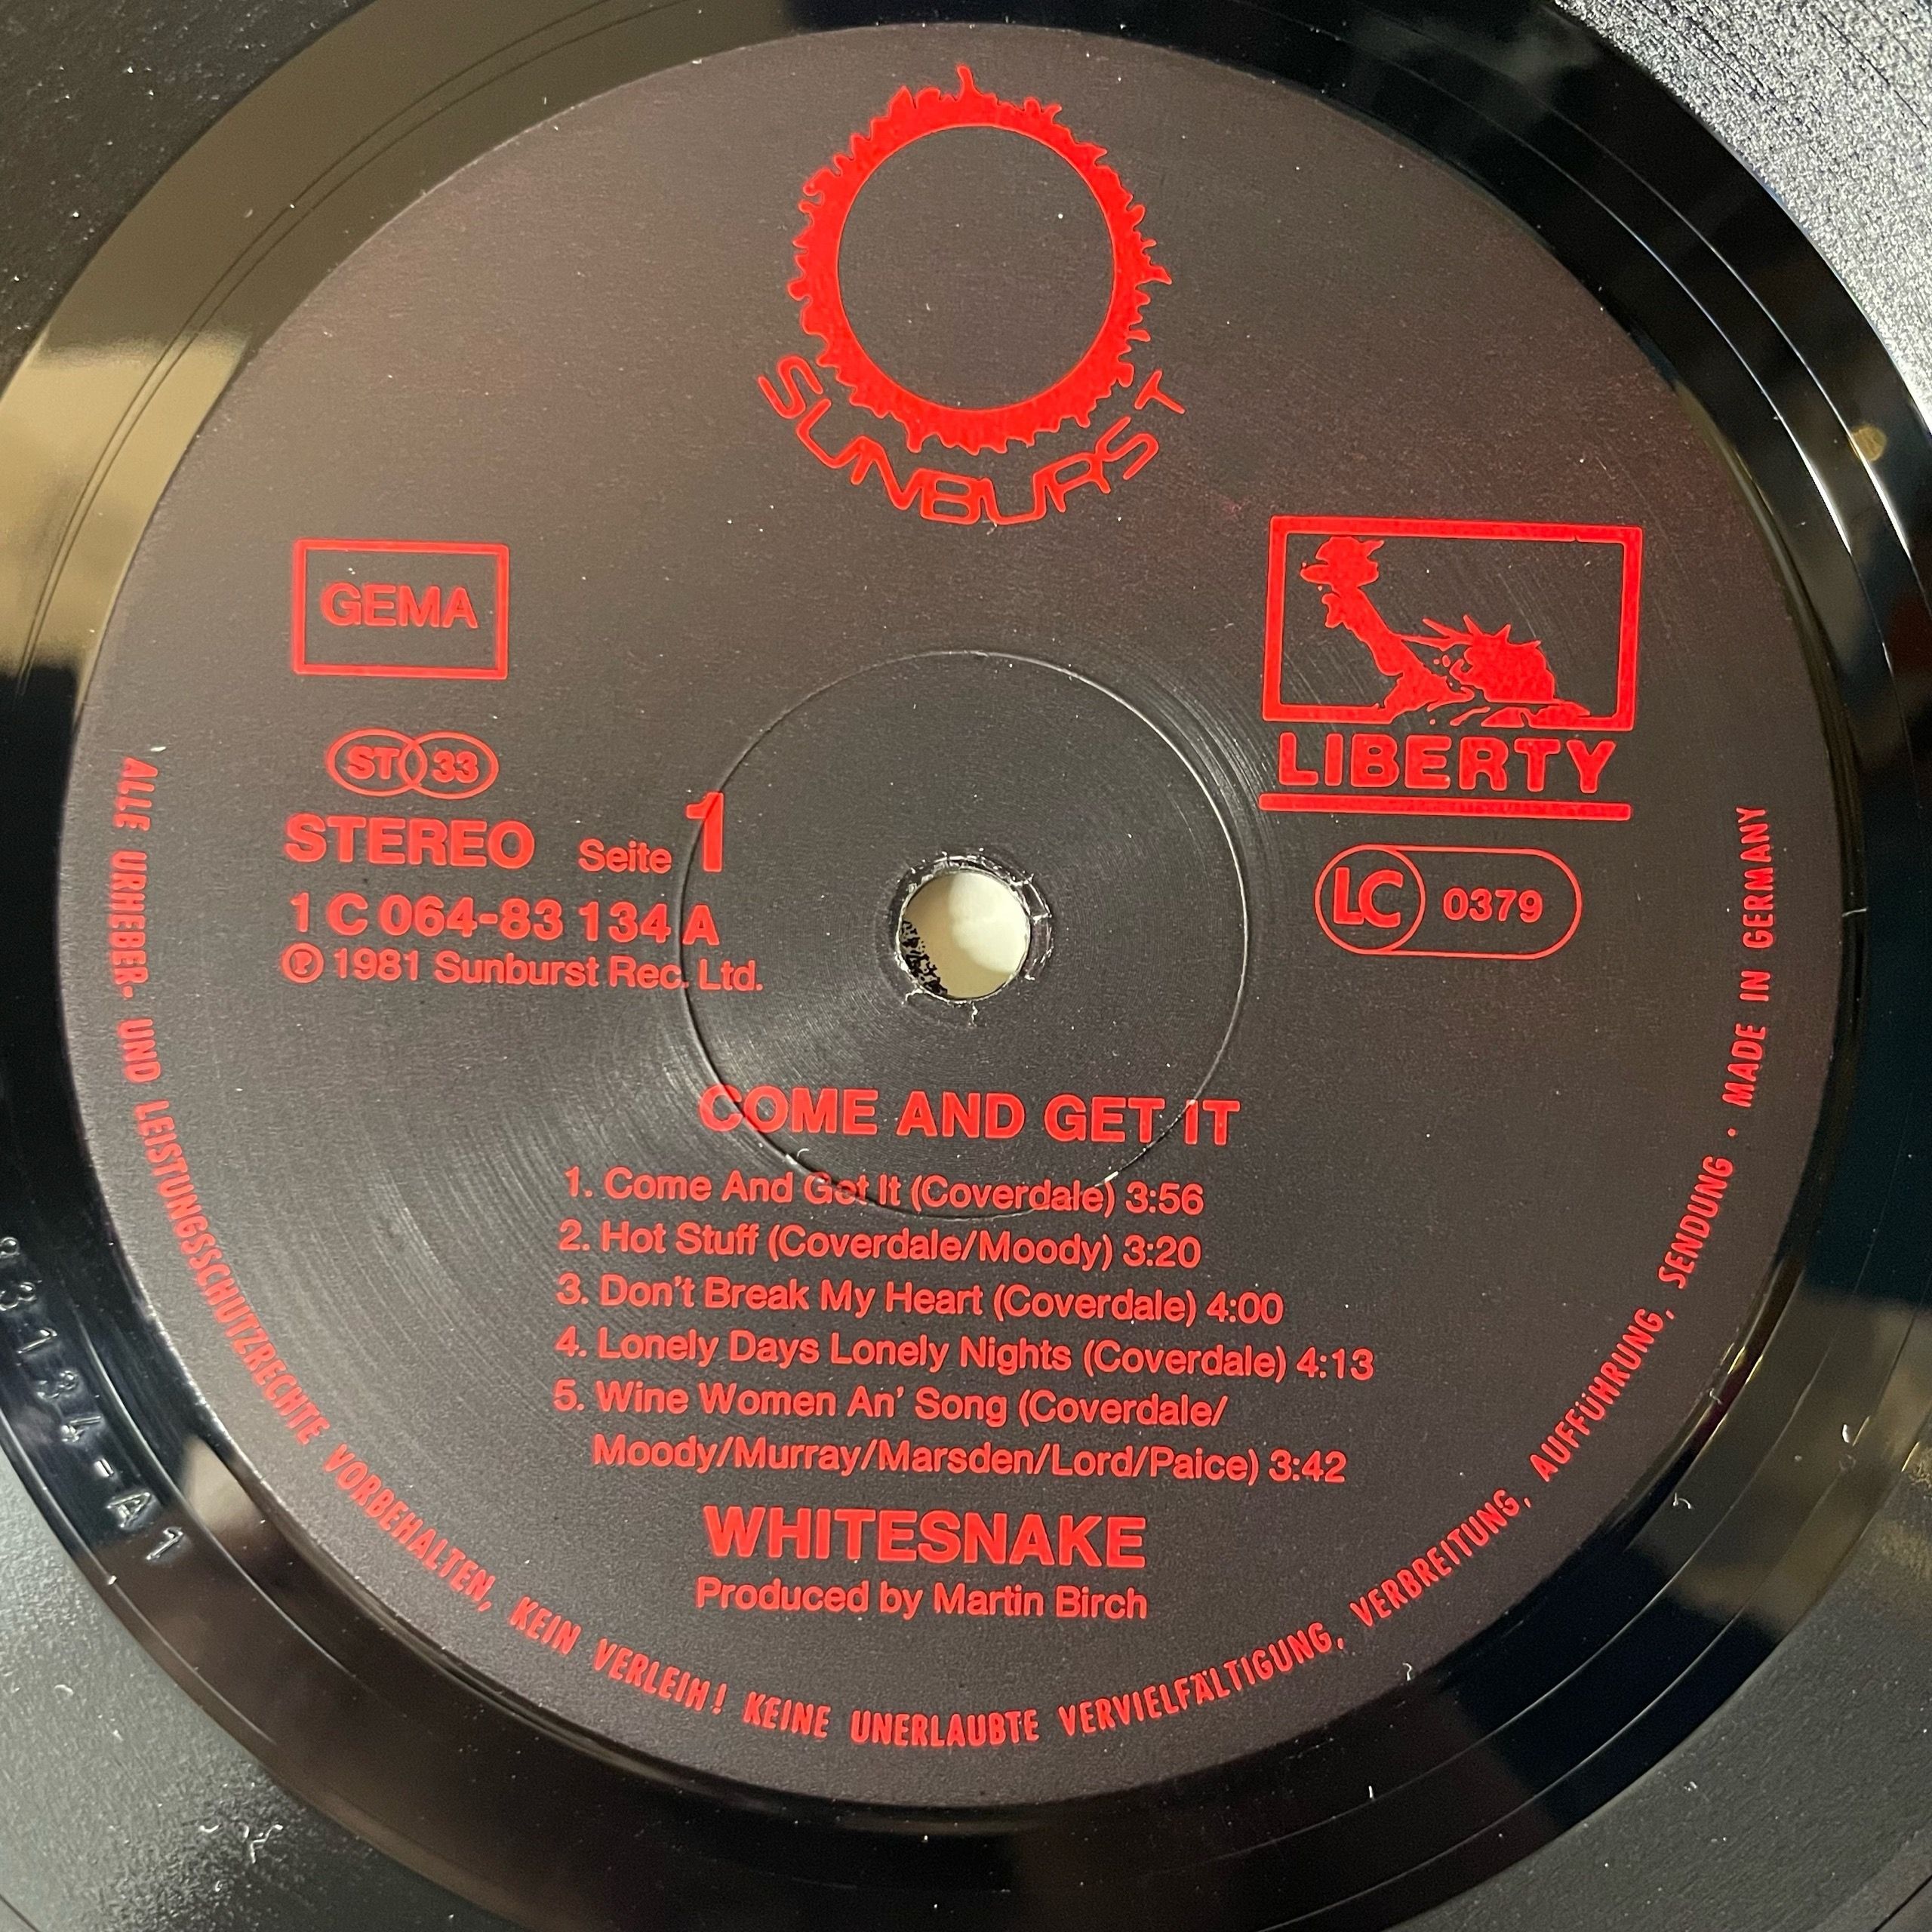 SUNBURST
GEMA
LIBERTY
ST 33
STEREO Seite 1
1 C 064-83 134 A
Ⓟ 1981 Sunburst Rec. Ltd.
LC 0379
COME AND GET IT
1. Come And Get It (Coverdale) 3:56
2. Hot Stuff (Coverdale/Moody) 3:20
3. Don't Break My Heart (Coverdale) 4:00
4. Lonely Days Lonely Nights (Coverdale) 4:13
5. Wine Women An' Song (Coverdale/
Moody/Murray/Marsden/Lord/Paice) 3:42
WHITESNAKE
Produced by Martin Birch
ALLE URHEBER- UND LEISTUNGSSCHUTZRECHTE VORBEHALTEN, KEIN VERLEIH! KEINE UNERLAUBTE VERVIELFÄLTIGUNG, VERBREITUNG, AUFFÜHRUNG, SENDUNG · MADE IN GERMANY
83134-A1